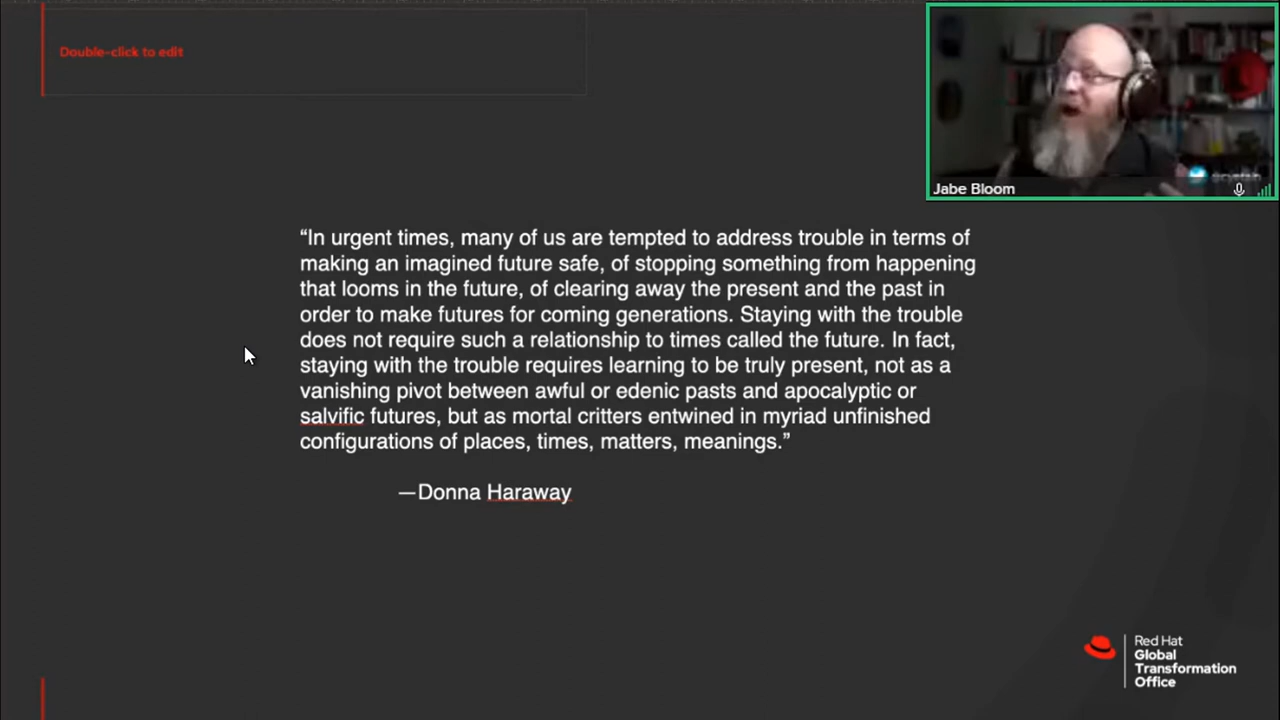 Double-click to edit
Jabe Bloom
“In urgent times, many of us are tempted to address trouble in terms of
making an imagined future safe, of stopping something from happening
that looms in the future, of clearing away the present and the past in
order to make futures for coming generations. Staying with the trouble
does not require such a relationship to times called the future. In fact,
staying with the trouble requires learning to be truly present, not as a
vanishing pivot between awful or edenic pasts and apocalyptic or
salvific futures, but as mortal critters entwined in myriad unfinished
configurations of places, times, matters, meanings.”
—Donna Haraway
Red Hat
Global
Transformation
Office